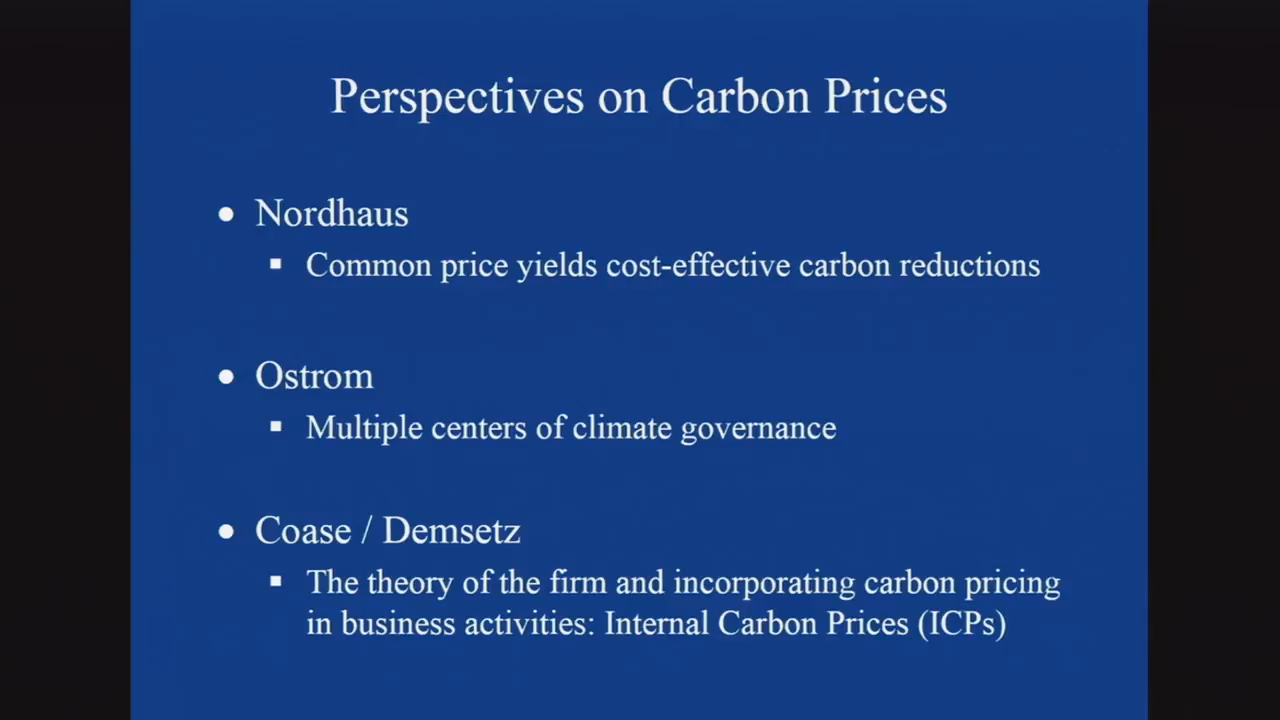 Perspectives on Carbon Prices
● Nordhaus
▪ Common price yields cost-effective carbon reductions
● Ostrom
▪ Multiple centers of climate governance
● Coase / Demsetz
▪ The theory of the firm and incorporating carbon pricing
in business activities: Internal Carbon Prices (ICPs)